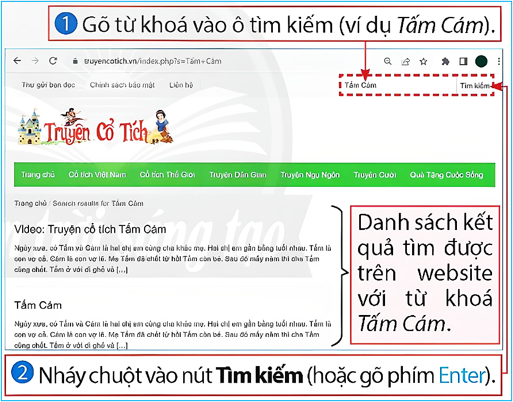 1 Gõ từ khoá vào ô tìm kiếm (ví dụ Tấm Cám).
truyencotich.vn/index.php?s=Tấm+Cám
Thư gửi bạn đọc Chính sách bảo mật Liên hệ
Tấm Cám Tìm kiếm
Truyện Cổ Tích
Trang chủ Cổ tích Việt Nam Cổ tích Thế Giới Truyện Dân Gian Truyện Ngụ Ngôn Truyện Cười Quà Tặng Cuộc Sống
Trang chủ / Search results for Tấm Cám
Video: Truyện cổ tích Tấm Cám
Ngày xưa, có Tấm và Cám là hai chị em cùng cha khác mẹ. Hai chị em gần bằng tuổi nhau. Tấm là
con vợ cả. Cám là con vợ lẽ. Mẹ Tấm đã chết từ hồi Tấm còn bé. Sau đó mấy năm thì cha Tấm
cũng chết. Tấm ở với dì ghẻ và [...]
Tấm Cám
Ngày xưa, có Tấm và Cám là hai chị em cùng cha khác mẹ. Hai chị em gần bằng tuổi nhau. Tấm là
con vợ cả. Cám là con vợ lẽ. Mẹ Tấm đã chết từ hồi Tấm còn bé. Sau đó mấy năm thì cha Tấm
cũng chết. Tấm ở với dì ghẻ và [...]
Danh sách kết
quả tìm được
trên website
với từ khoá
Tấm Cám.
2 Nháy chuột vào nút Tìm kiếm (hoặc gõ phím Enter).